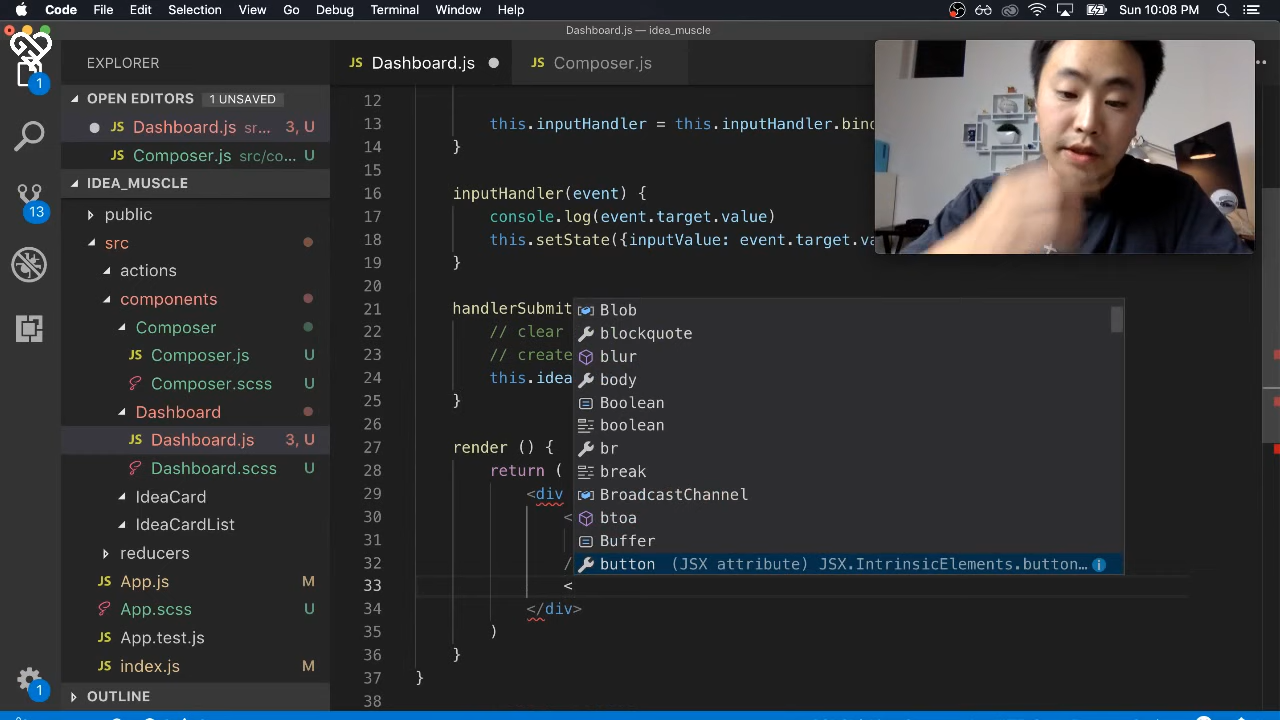 Code File Edit Selection View Go Debug Terminal Window Help Sun 10:08 PM
Dashboard.js — idea_muscle
EXPLORER
OPEN EDITORS 1 UNSAVED
Dashboard.js src... 3, U
Composer.js src/co... U
IDEA_MUSCLE
public
src
actions
components
Composer
Composer.js U
Composer.scss U
Dashboard
Dashboard.js 3, U
Dashboard.scss U
IdeaCard
IdeaCardList
reducers
App.js M
App.scss U
App.test.js
index.js M
OUTLINE
1
13
1
JS Dashboard.js JS Composer.js
12
13 this.inputHandler = this.inputHandler.bin
14 }
15
16 inputHandler(event) {
17 console.log(event.target.value)
18 this.setState({inputValue: event.target.va
19 }
20
21 handlerSubmit
22 // clear
23 // create
24 this.idea
25 }
26
27 render () {
28 return (
29 <div
30 <
31
32 /
33 <
34 </div>
35 )
36 }
37 }
38
Blob
blockquote
blur
body
Boolean
boolean
br
break
BroadcastChannel
btoa
Buffer
button (JSX attribute) JSX.IntrinsicElements.button...